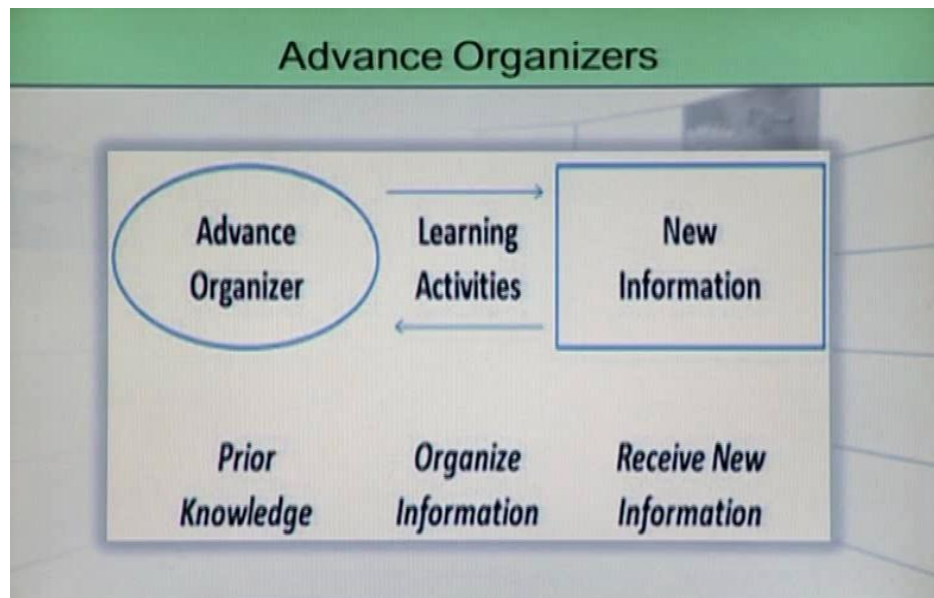 Advance Organizers
Advance
Organizer
Learning
Activities
New
Information
Prior
Knowledge
Organize
Information
Receive New
Information